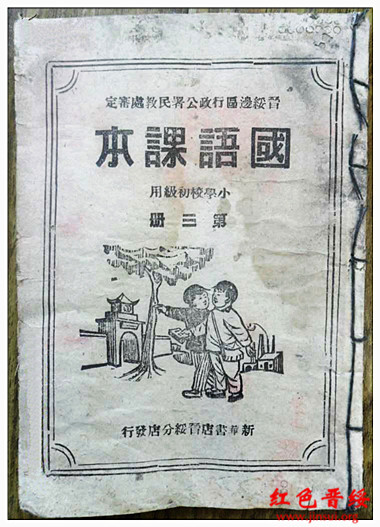 晉綏邊區行政公署民教處審定
國語課本
小學校初級用
第三冊
新華書店晉綏分店發行
红色晋绥